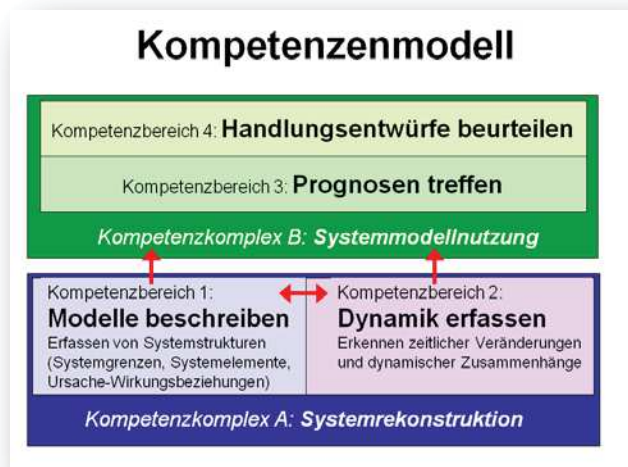 Kompetenzenmodell
Kompetenzbereich 4: Handlungsentwürfe beurteilen
Kompetenzbereich 3: Prognosen treffen
Kompetenzkomplex B: Systemmodellnutzung
Kompetenzbereich 1:
Modelle beschreiben
Erfassen von Systemstrukturen
(Systemgrenzen, Systemelemente,
Ursache-Wirkungsbeziehungen)
Kompetenzbereich 2:
Dynamik erfassen
Erkennen zeitlicher Veränderungen
und dynamischer Zusammenhänge
Kompetenzkomplex A: Systemrekonstruktion